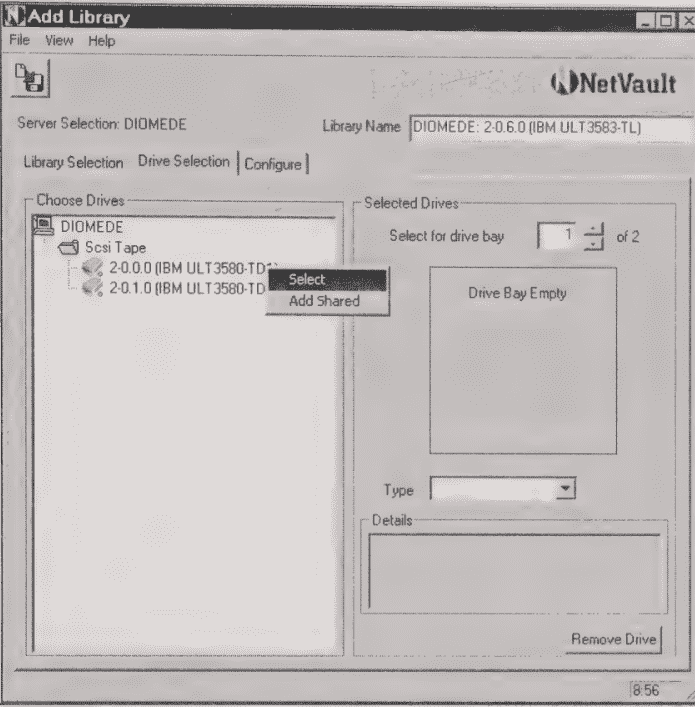 Add Library
File View Help
NetVault
Server Selection: DIOMEDE
Library Name DIOMEDE: 2-0.6.0 (IBM ULT3583-TL)
Library Selection Drive Selection Configure
Choose Drives
DIOMEDE
Scsi Tape
2-0.0.0 (IBM ULT3580-TD1)
2-0.1.0 (IBM ULT3580-TD
Select
Add Shared
Selected Drives
Select for drive bay 1 of 2
Drive Bay Empty
Type
Details
Remove Drive
8:56